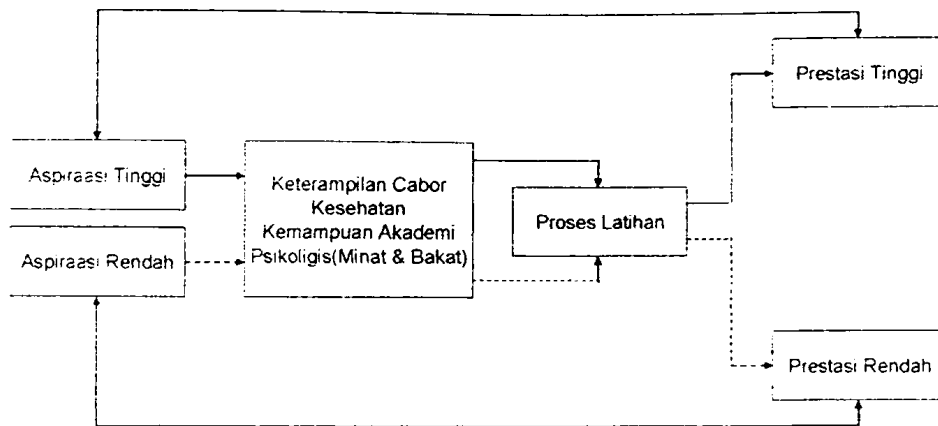 Prestasi Tinggi
Aspiraasi Tinggi
Keterampilan Cabor
Kesehatan
Kemampuan Akademi
Psikoligis(Minat & Bakat)
Proses Latihan
Aspiraasi Rendah
Prestasi Rendah